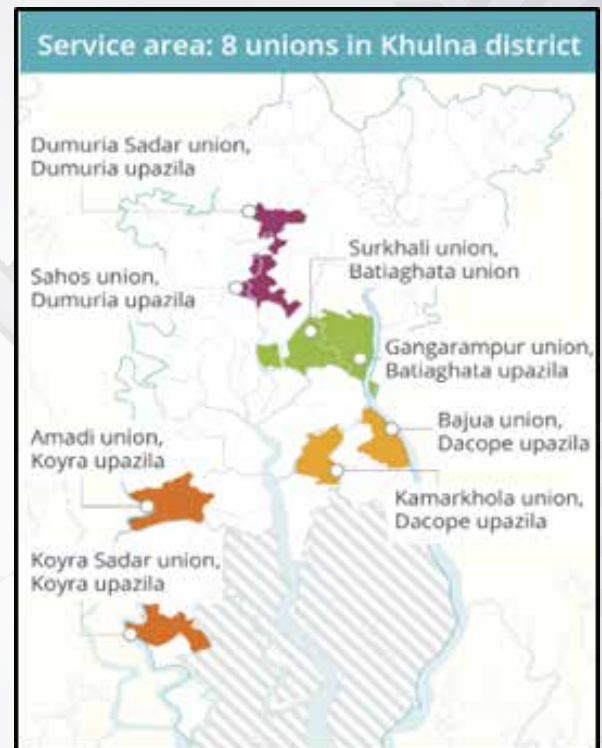 Service area: 8 unions in Khulna district
Dumuria Sadar union,
Dumuria upazila
Surkhali union,
Batiaghata union
Sahos union,
Dumuria upazila
Gangarampur union,
Batiaghata upazila
Bajua union,
Dacope upazila
Amadi union,
Koyra upazila
Kamarkhola union,
Dacope upazila
Koyra Sadar union,
Koyra upazila